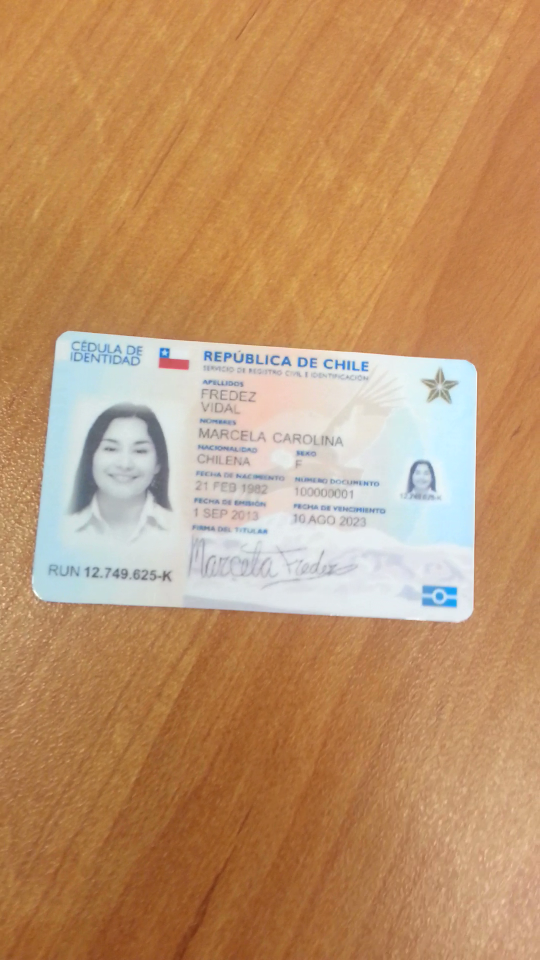 CÉDULA DE
IDENTIDAD
REPÚBLICA DE CHILE
SERVICIO DE REGISTRO CIVIL E IDENTIFICACIÓN
APELLIDOS
FREDEZ
VIDAL
NOMBRES
MARCELA CAROLINA
NACIONALIDAD SEXO
CHILENA F
FECHA DE NACIMIENTO NÚMERO DOCUMENTO
21 FEB 1982 100000001
FECHA DE EMISIÓN FECHA DE VENCIMIENTO
1 SEP 2013 10 AGO 2023
FIRMA DEL TITULAR
Marcela Fredez
RUN 12.749.625-K